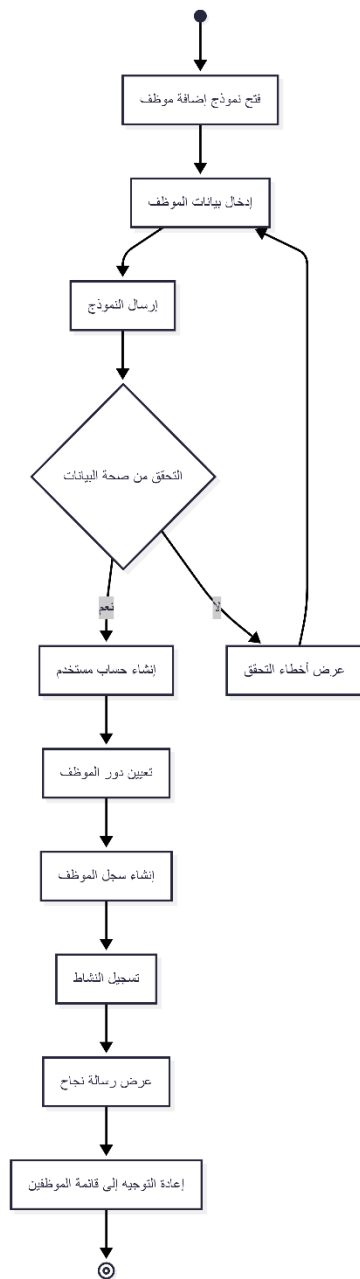 فتح نموذج إضافة موظف
إدخال بيانات الموظف
إرسال النموذج
التحقق من صحة البيانات
نعم
لا
إنشاء حساب مستخدم
عرض أخطاء التحقق
تعيين دور الموظف
إنشاء سجل الموظف
تسجيل النشاط
عرض رسالة نجاح
إعادة التوجيه إلى قائمة الموظفين